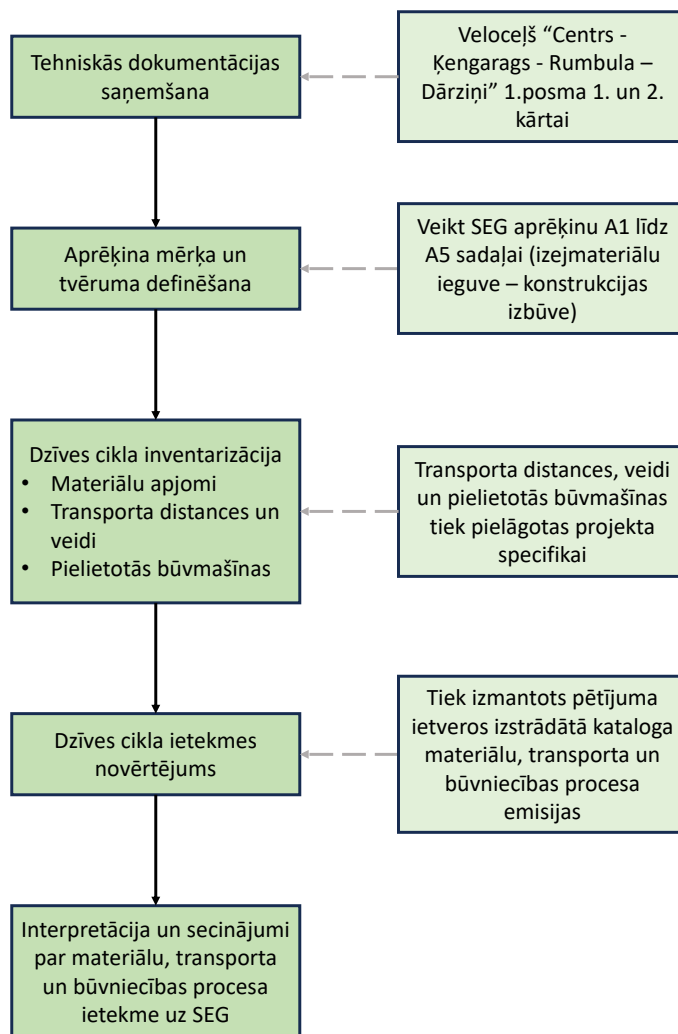 Tehniskās dokumentācijas
saņemšana
Veloceļš “Centrs -
Ķengarags - Rumbula –
Dārziņi” 1.posma 1. un 2.
kārtai
Aprēķina mērķa un
tvēruma definēšana
Veikt SEG aprēķinu A1 līdz
A5 sadaļai (izejmateriālu
ieguve – konstrukcijas
izbūve)
Dzīves cikla inventarizācija
• Materiālu apjomi
• Transporta distances un
veidi
• Pielietotās būvmašīnas
Transporta distances, veidi
un pielietotās būvmašīnas
tiek pielāgotas projekta
specifikai
Dzīves cikla ietekmes
novērtējums
Tiek izmantots pētījuma
ietveros izstrādātā kataloga
materiālu, transporta un
būvniecības procesa
emisijas
Interpretācija un secinājumi
par materiālu, transporta
un būvniecības procesa
ietekme uz SEG